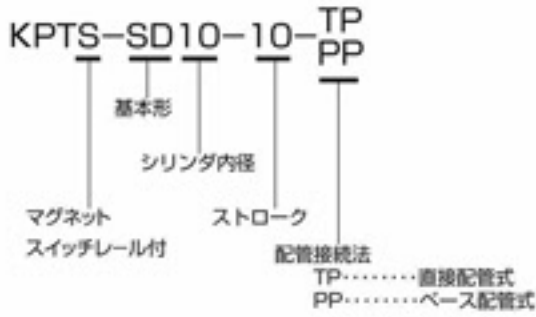 KPTS-SD10-10-TP
PP
基本形
シリンダ内径
マグネット
スイッチレール付
ストローク
配管接続法
TP········直接配管式
PP········ベース配管式